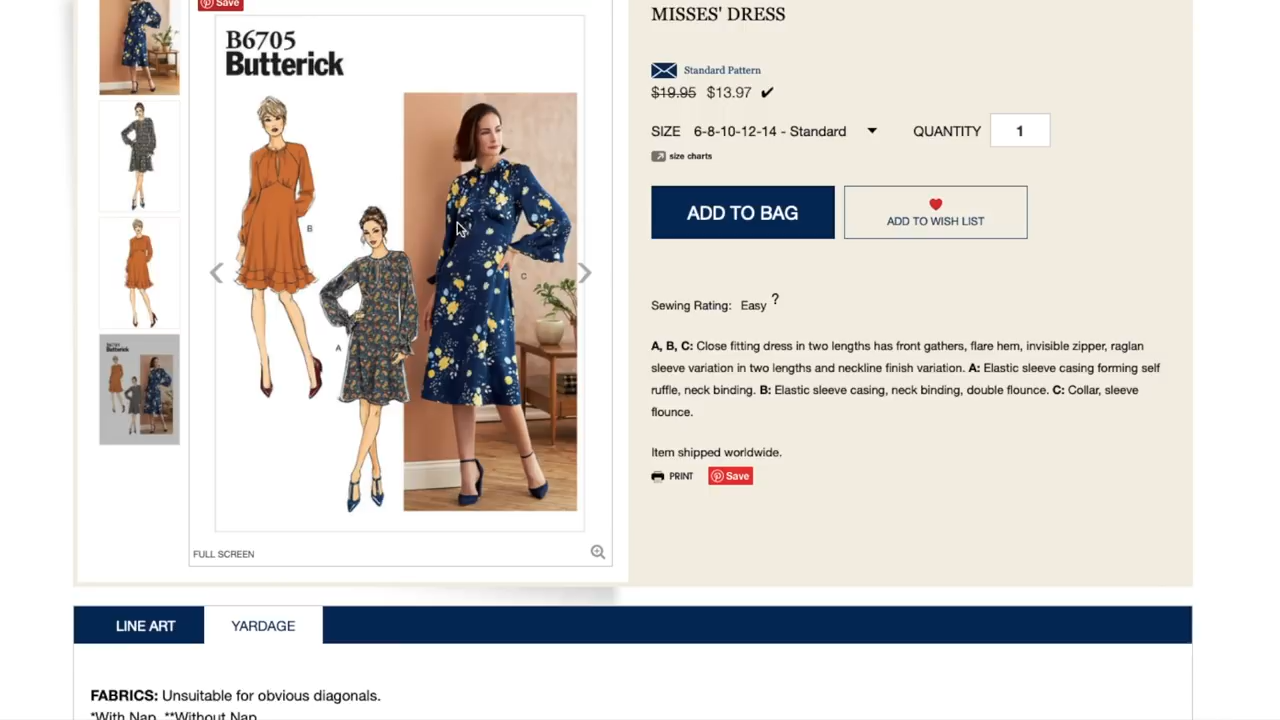 Save
MISSES' DRESS
B6705
Butterick
Standard Pattern
$19.95 $13.97 ✔
SIZE 6-8-10-12-14 - Standard QUANTITY 1
size charts
ADD TO BAG
ADD TO WISH LIST
B
A
C
Sewing Rating: Easy ?
A, B, C: Close fitting dress in two lengths has front gathers, flare hem, invisible zipper, raglan
sleeve variation in two lengths and neckline finish variation. A: Elastic sleeve casing forming self
ruffle, neck binding. B: Elastic sleeve casing, neck binding, double flounce. C: Collar, sleeve
flounce.
Item shipped worldwide.
PRINT Save
B6705
Butterick
FULL SCREEN
LINE ART YARDAGE
FABRICS: Unsuitable for obvious diagonals.
*With Nap. **Without Nap.